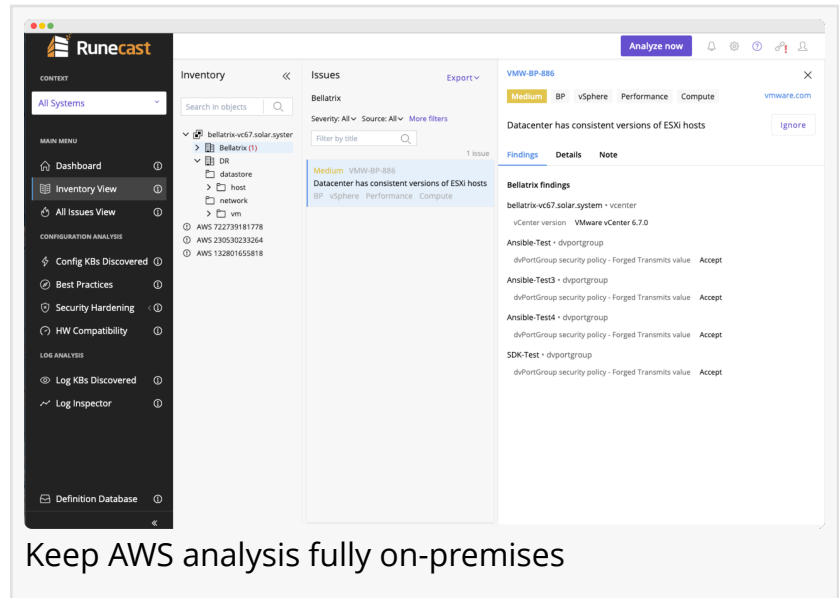 Runecast
Analyze now
CONTEXT
All Systems
MAIN MENU
Dashboard
Inventory View
All Issues View
CONFIGURATION ANALYSIS
Config KBs Discovered
Best Practices
Security Hardening
HW Compatibility
LOG ANALYSIS
Log KBs Discovered
Log Inspector
Definition Database
Inventory
Search in objects
bellatrix-vc67.solar.syster
Bellatrix (1)
DR
datastore
host
network
vm
AWS 722739181778
AWS 230530233264
AWS 132801655818
Issues
Export
Bellatrix
Severity: All Source: All More filters
Filter by title
1 issue
Medium VMW-BP-886
Datacenter has consistent versions of ESXi hosts
BP vSphere Performance Compute
VMW-BP-886
Medium BP vSphere Performance Compute vmware.com
Datacenter has consistent versions of ESXi hosts
Ignore
Findings Details Note
Bellatrix findings
bellatrix-vc67.solar.system • vcenter
vCenter version VMware vCenter 6.7.0
Ansible-Test • dvportgroup
dvPortGroup security policy - Forged Transmits value Accept
Ansible-Test3 • dvportgroup
dvPortGroup security policy - Forged Transmits value Accept
Ansible-Test4 • dvportgroup
dvPortGroup security policy - Forged Transmits value Accept
SDK-Test • dvportgroup
dvPortGroup security policy - Forged Transmits value Accept
Keep AWS analysis fully on-premises